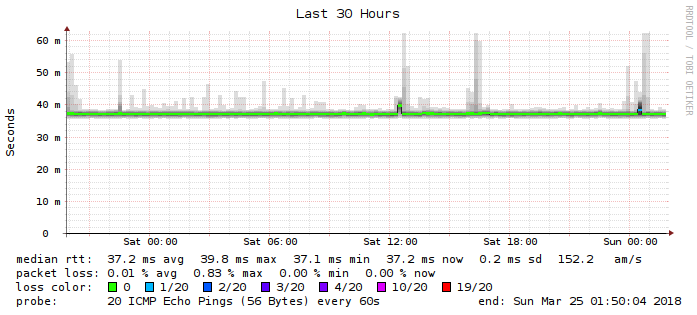 Last 30 Hours
RRDTOOL / TOBI OETIKER
Seconds
60 m
50 m
40 m
30 m
20 m
10 m
0
Sat 00:00 Sat 06:00 Sat 12:00 Sat 18:00 Sun 00:00
median rtt: 37.2 ms avg 39.8 ms max 37.1 ms min 37.2 ms now 0.2 ms sd 152.2 am/s
packet loss: 0.01 % avg 0.83 % max 0.00 % min 0.00 % now
loss color: 0 1/20 2/20 3/20 4/20 10/20 19/20
probe: 20 ICMP Echo Pings (56 Bytes) every 60s end: Sun Mar 25 01:50:04 2018